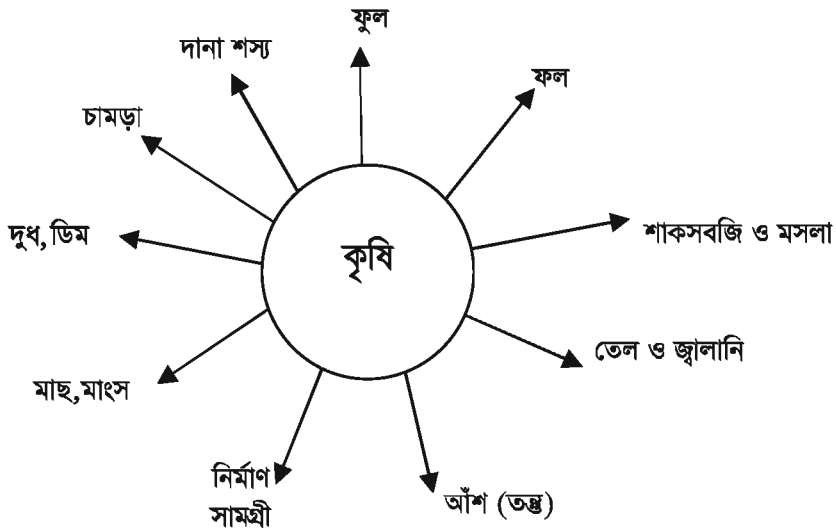 ফুল
দানা শস্য
ফল
চামড়া
দুধ,ডিম
কৃষি
শাকসবজি ও মসলা
তেল ও জ্বালানি
মাছ,মাংস
নির্মাণ
সামগ্রী
আঁশ (তন্তু)